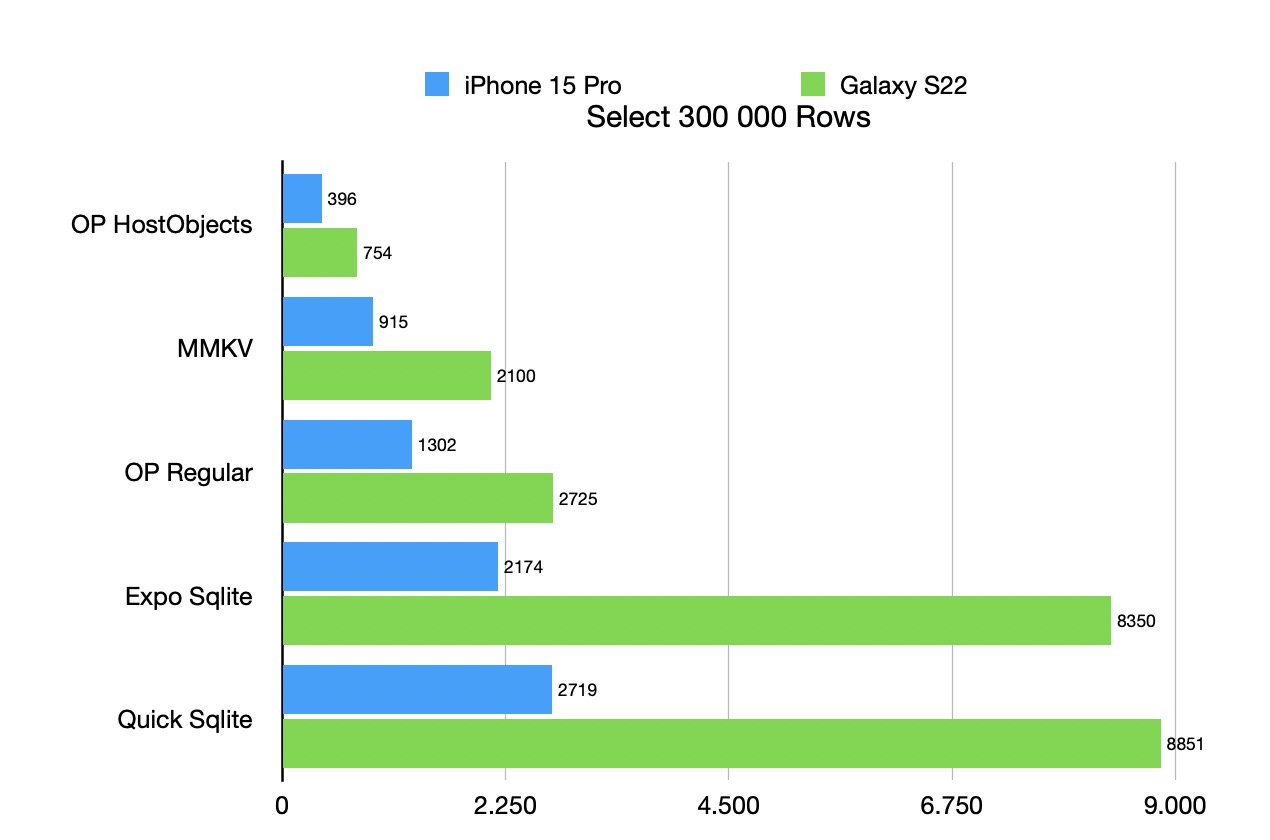 iPhone 15 Pro Galaxy S22
Select 300 000 Rows
OP HostObjects 396
754
MMKV 915
2100
OP Regular 1302
2725
Expo Sqlite 2174
8350
Quick Sqlite 2719
8851
0 2.250 4.500 6.750 9.000